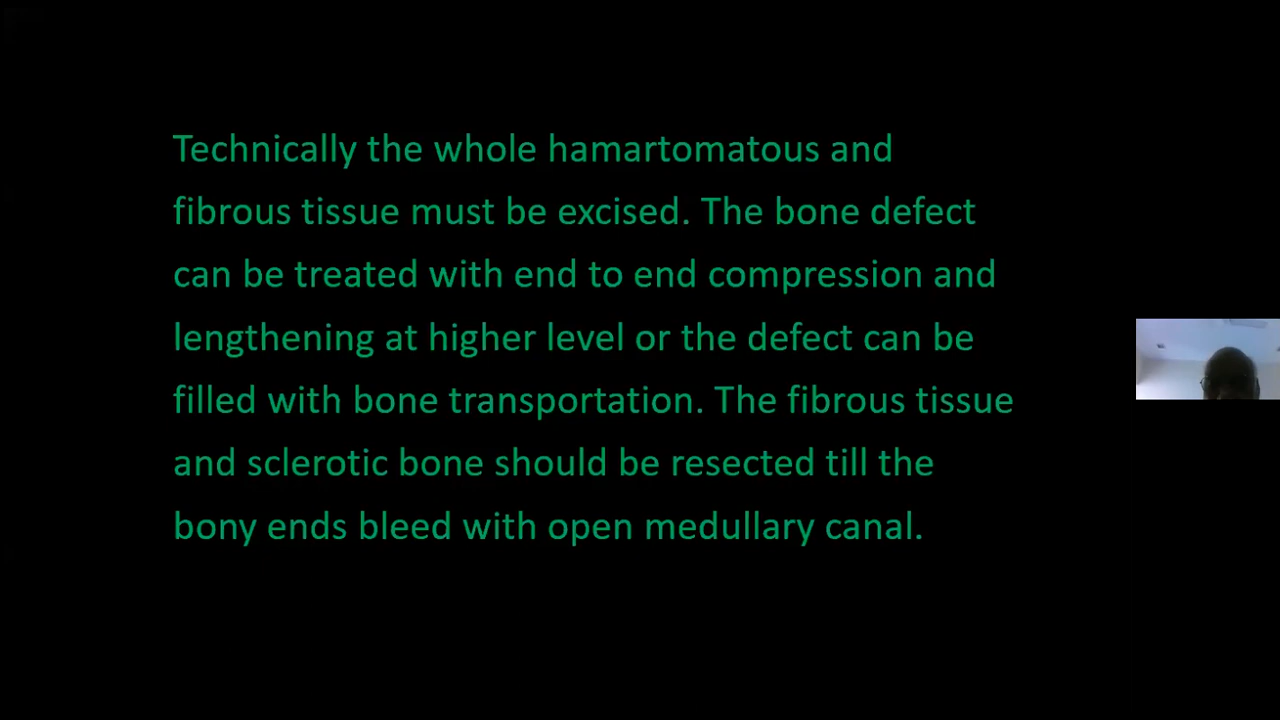 Technically the whole hamartomatous and
fibrous tissue must be excised. The bone defect
can be treated with end to end compression and
lengthening at higher level or the defect can be
filled with bone transportation. The fibrous tissue
and sclerotic bone should be resected till the
bony ends bleed with open medullary canal.